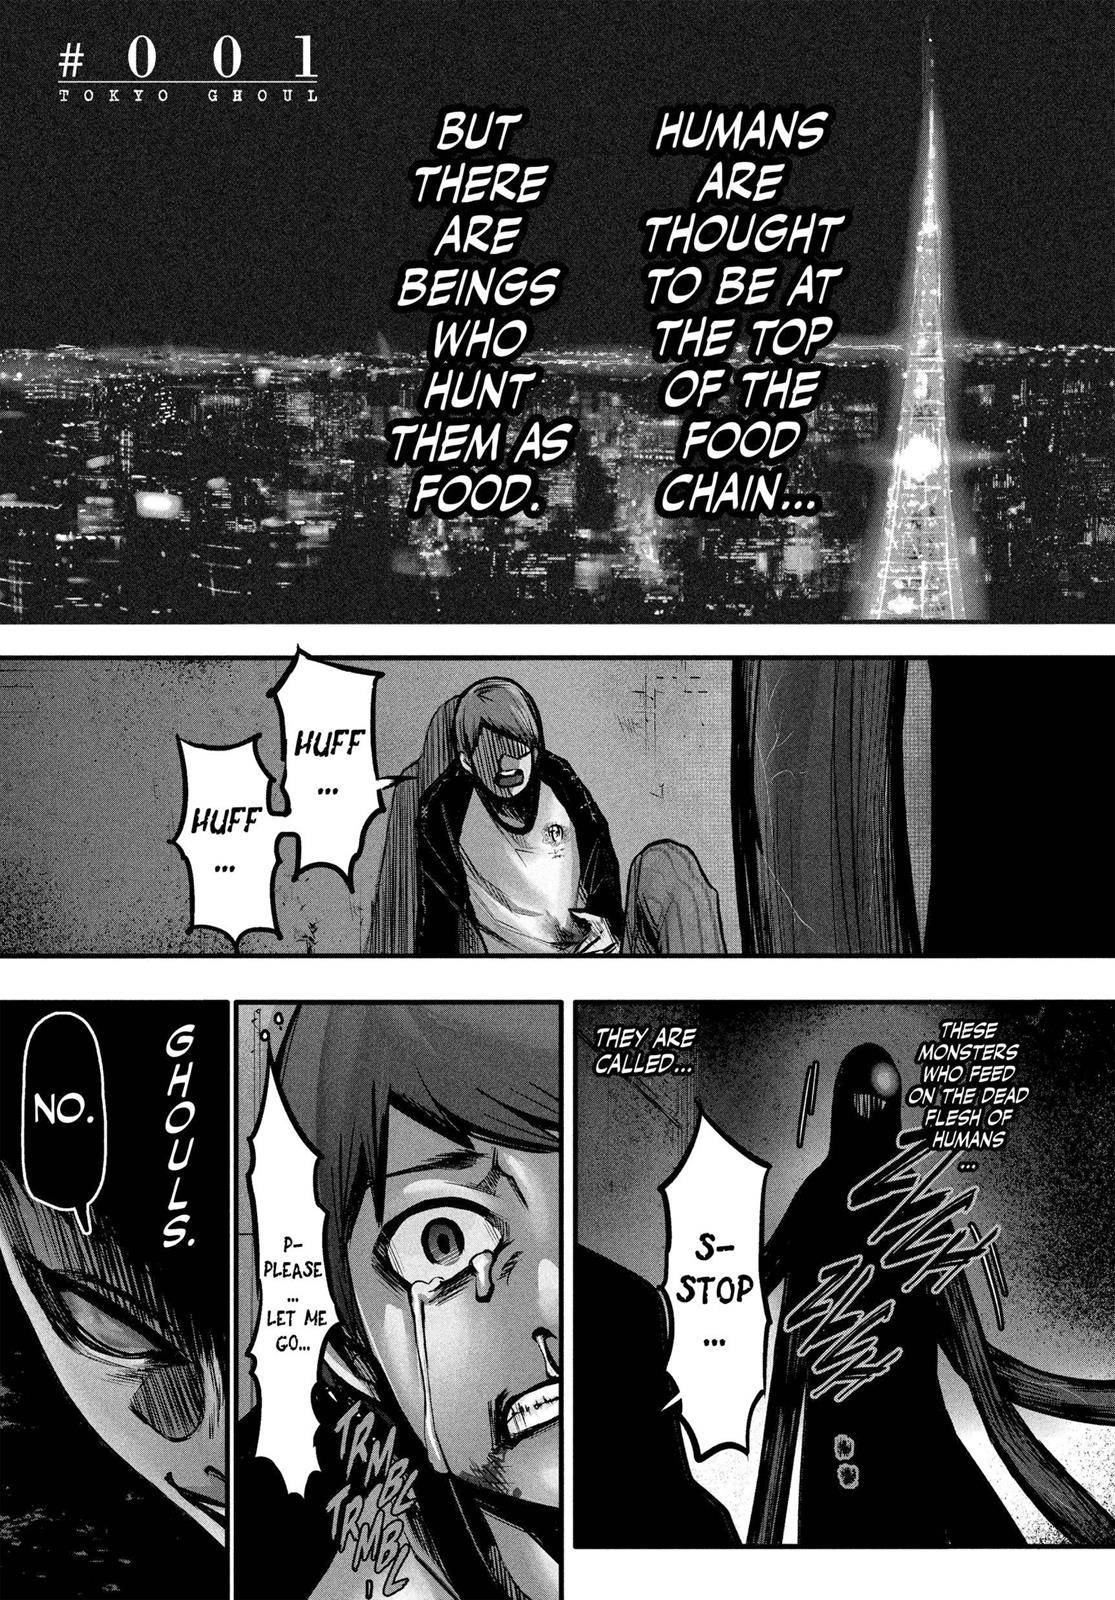 #001
TOKYO GHOUL
HUMANS
ARE
THOUGHT
TO BE AT
THE TOP
OF THE
FOOD
CHAIN...
BUT
THERE
ARE
BEINGS
WHO
HUNT
THEM AS
FOOD.
HUFF
...
HUFF
...
THESE
MONSTERS
WHO FEED
ON THE DEAD
FLESH OF
HUMANS
...
THEY ARE
CALLED...
S-
STOP
...
P-
PLEASE
...
LET ME
GO...
TRMBL
TRMBL
GHOULS.
NO.